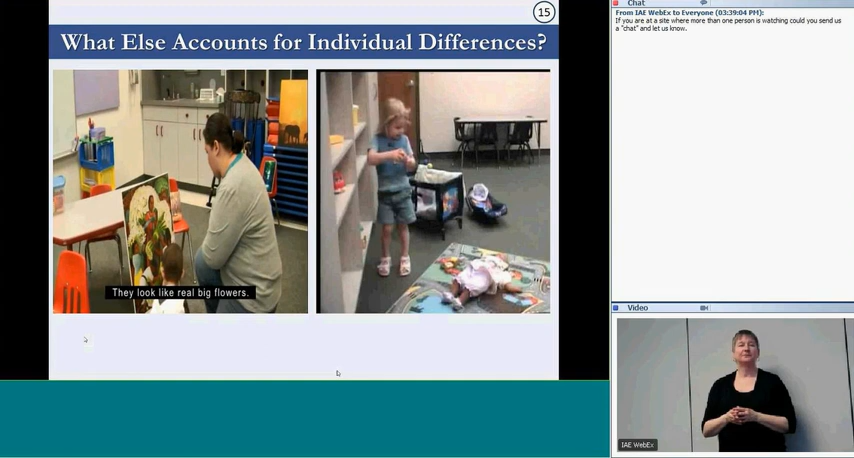 15
What Else Accounts for Individual Differences?
They look like real big flowers.
Chat
From IAE WebEx to Everyone (03:39:04 PM):
If you are at a site where more than one person is watching could you send us
a "chat" and let us know.
Video
IAE WebEx